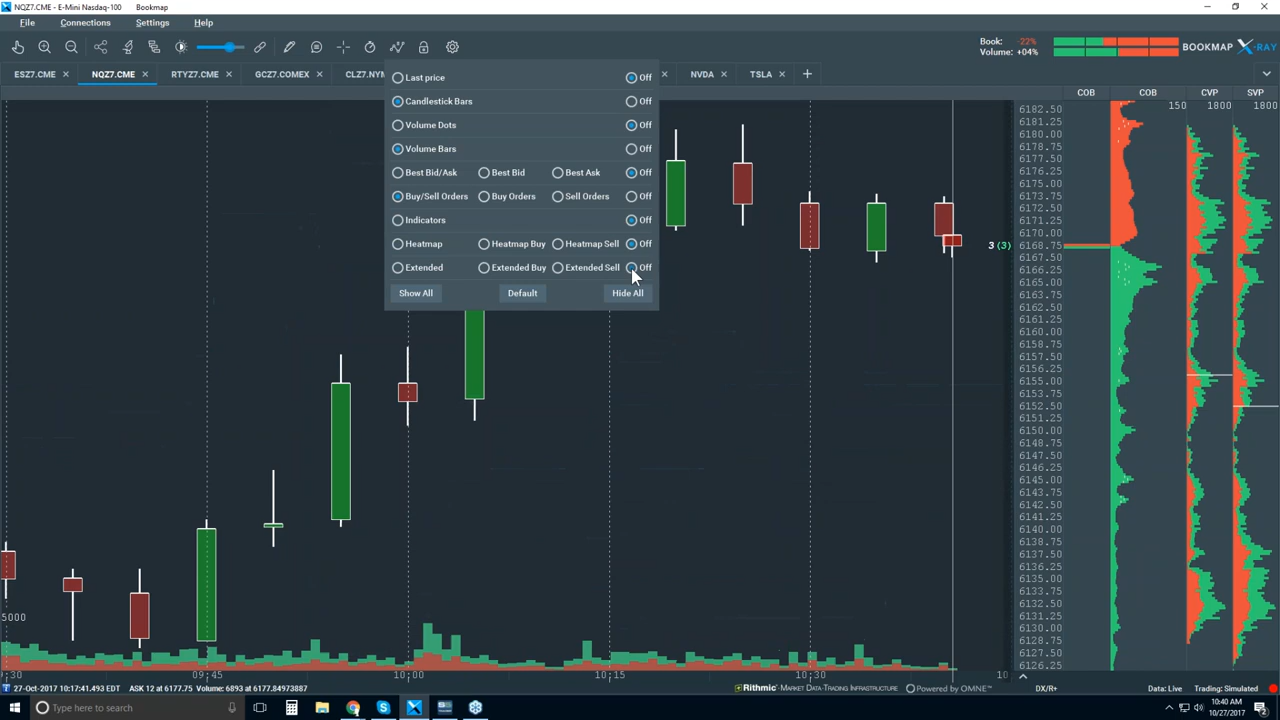 NQZ7.CME - E-Mini Nasdaq-100 Bookmap
File Connections Settings Help
Book: -22%
Volume: +04%
BOOKMAP X-RAY
ESZ7.CME NQZ7.CME RTYZ7.CME GCZ7.COMEX CLZ7.NYM NVDA TSLA
Last price Off
Candlestick Bars Off
Volume Dots Off
Volume Bars Off
Best Bid/Ask Best Bid Best Ask Off
Buy/Sell Orders Buy Orders Sell Orders Off
Indicators Off
Heatmap Heatmap Buy Heatmap Sell Off
Extended Extended Buy Extended Sell Off
Show All Default Hide All
COB COB CVP SVP
150 1800 1800
6182.50
6181.25
6180.00
6178.75
6177.50
6176.25
6175.00
6173.75
6172.50
6171.25
6170.00
6168.75
3 (3)
6167.50
6166.25
6165.00
6163.75
6162.50
6161.25
6160.00
6158.75
6157.50
6156.25
6155.00
6153.75
6152.50
6151.25
6150.00
6148.75
6147.50
6146.25
6145.00
6143.75
6142.50
6141.25
6140.00
6138.75
6137.50
6136.25
6135.00
6133.75
6132.50
6131.25
6130.00
6128.75
6127.50
6126.25
5000
:30 09:45 10:00 10:15 10:30 10
27-Oct-2017 10:17:41.493 EDT ASK 12 at 6177.75 Volume: 6893 at 6177.84973887
Rithmic - MARKET DATA-TRADING INFRASTRUCTURE Powered by OMNE™ DX/R+ Data: Live Trading: Simulated
Type here to search
10:40 AM
10/27/2017
2